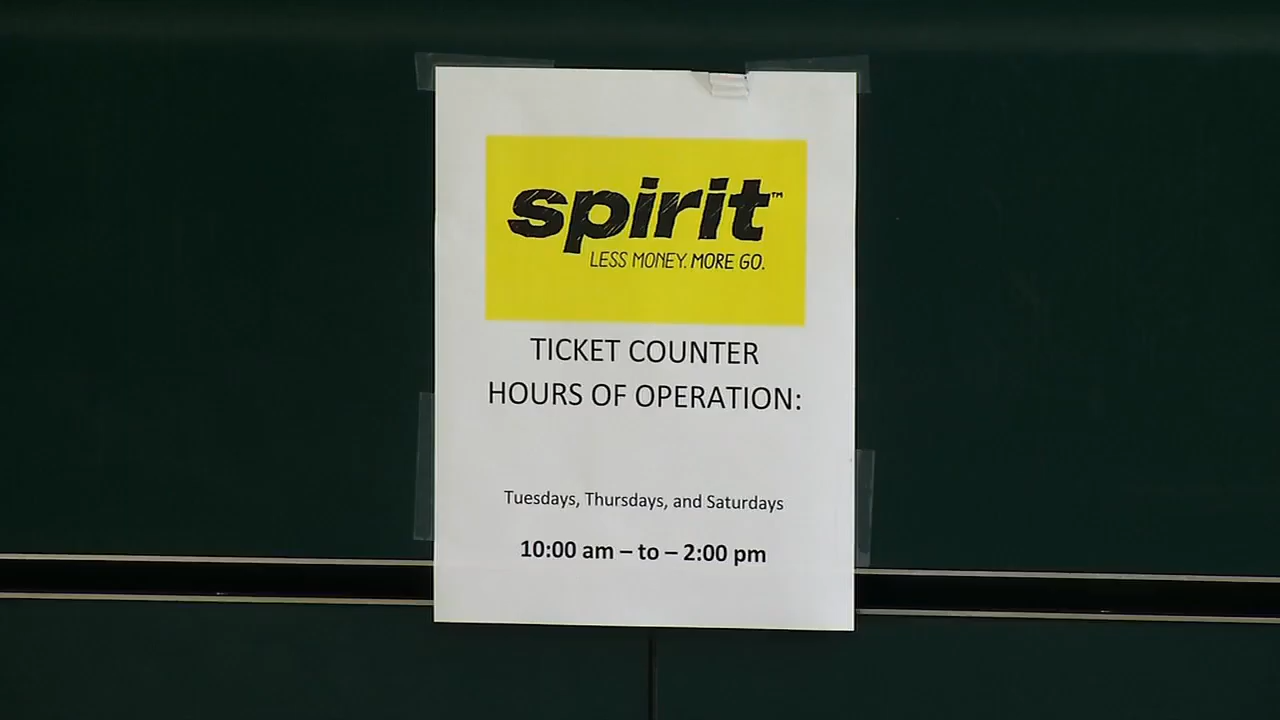 spirit™
LESS MONEY. MORE GO.
TICKET COUNTER
HOURS OF OPERATION:
Tuesdays, Thursdays, and Saturdays
10:00 am – to – 2:00 pm